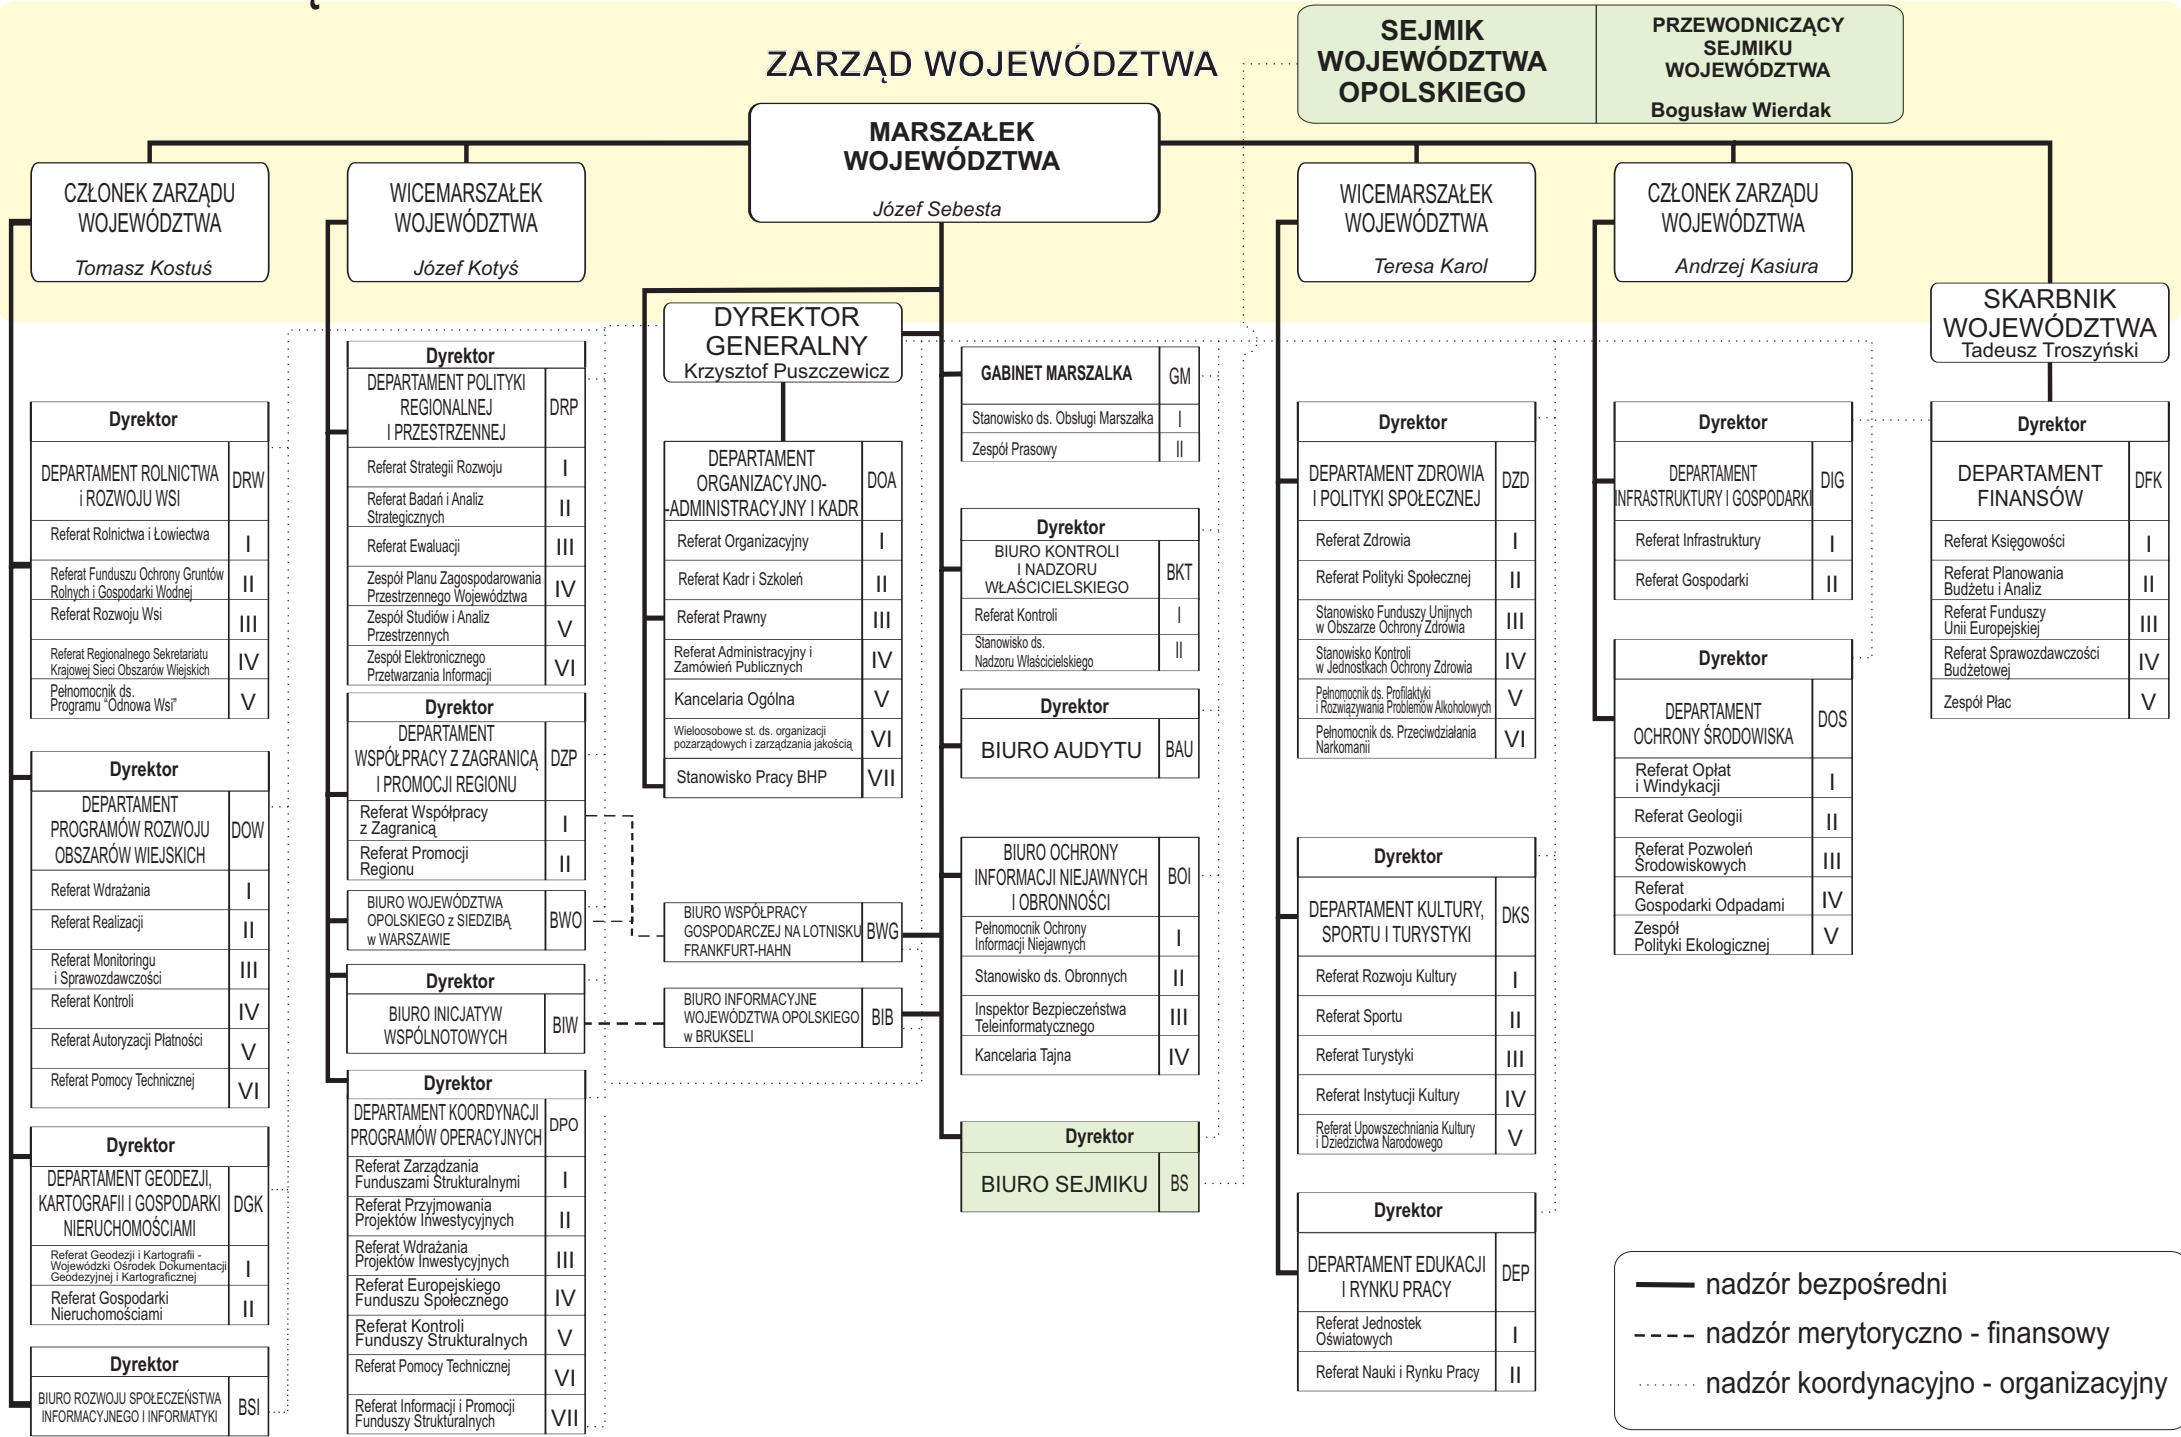 ZARZĄD WOJEWÓDZTWA
SEJMIK
WOJEWÓDZTWA
OPOLSKIEGO
PRZEWODNICZĄCY
SEJMIKU
WOJEWÓDZTWA
Bogusław Wierdak
MARSZAŁEK
WOJEWÓDZTWA
Józef Sebesta
CZŁONEK ZARZĄDU
WOJEWÓDZTWA
Tomasz Kostuś
WICEMARSZAŁEK
WOJEWÓDZTWA
Józef Kotyś
WICEMARSZAŁEK
WOJEWÓDZTWA
Teresa Karol
CZŁONEK ZARZĄDU
WOJEWÓDZTWA
Andrzej Kasiura
SKARBNIK
WOJEWÓDZTWA
Tadeusz Troszyński
DYREKTOR
GENERALNY
Krzysztof Puszczewicz
Dyrektor
DEPARTAMENT ROLNICTWA
i ROZWOJU WSI
DRW
Referat Rolnictwa i Łowiectwa
I
Referat Funduszu Ochrony Gruntów
Rolnych i Gospodarki Wodnej
II
Referat Rozwoju Wsi
III
Referat Regionalnego Sekretariatu
Krajowej Sieci Obszarów Wiejskich
IV
Pełnomocnik ds.
Programu “Odnowa Wsi”
V
Dyrektor
DEPARTAMENT
PROGRAMÓW ROZWOJU
OBSZARÓW WIEJSKICH
DOW
Referat Wdrażania
I
Referat Realizacji
II
Referat Monitoringu
i Sprawozdawczości
III
Referat Kontroli
IV
Referat Autoryzacji Płatności
V
Referat Pomocy Technicznej
VI
Dyrektor
DEPARTAMENT GEODEZJI,
KARTOGRAFII I GOSPODARKI
NIERUCHOMOŚCIAMI
DGK
Referat Geodezji i Kartografii -
Wojewódzki Ośrodek Dokumentacji
Geodezyjnej i Kartograficznej
I
Referat Gospodarki
Nieruchomościami
II
Dyrektor
BIURO ROZWOJU SPOŁECZEŃSTWA
INFORMACYJNEGO I INFORMATYKI
BSI
Dyrektor
DEPARTAMENT POLITYKI
REGIONALNEJ
I PRZESTRZENNEJ
DRP
Referat Strategii Rozwoju
I
Referat Badań i Analiz
Strategicznych
II
Referat Ewaluacji
III
Zespół Planu Zagospodarowania
Przestrzennego Województwa
IV
Zespół Studiów i Analiz
Przestrzennych
V
Zespół Elektronicznego
Przetwarzania Informacji
VI
Dyrektor
DEPARTAMENT
WSPÓŁPRACY Z ZAGRANICĄ
I PROMOCJI REGIONU
DZP
Referat Współpracy
z Zagranicą
I
Referat Promocji
Regionu
II
BIURO WOJEWÓDZTWA
OPOLSKIEGO z SIEDZIBĄ
w WARSZAWIE
BWO
Dyrektor
BIURO INICJATYW
WSPÓLNOTOWYCH
BIW
Dyrektor
DEPARTAMENT KOORDYNACJI
PROGRAMÓW OPERACYJNYCH
DPO
Referat Zarządzania
Funduszami Strukturalnymi
I
Referat Przyjmowania
Projektów Inwestycyjnych
II
Referat Wdrażania
Projektów Inwestycyjnych
III
Referat Europejskiego
Funduszu Społecznego
IV
Referat Kontroli
Funduszy Strukturalnych
V
Referat Pomocy Technicznej
VI
Referat Informacji i Promocji
Funduszy Strukturalnych
VII
DEPARTAMENT
ORGANIZACYJNO-
-ADMINISTRACYJNY I KADR
DOA
Referat Organizacyjny
I
Referat Kadr i Szkoleń
II
Referat Prawny
III
Referat Administracyjny i
Zamówień Publicznych
IV
Kancelaria Ogólna
V
Wieloosobowe st. ds. organizacji
pozarządowych i zarządzania jakością
VI
Stanowisko Pracy BHP
VII
BIURO WSPÓŁPRACY
GOSPODARCZEJ NA LOTNISKU
FRANKFURT-HAHN
BWG
BIURO INFORMACYJNE
WOJEWÓDZTWA OPOLSKIEGO
w BRUKSELI
BIB
GABINET MARSZALKA
GM
Stanowisko ds. Obsługi Marszałka
I
Zespół Prasowy
II
Dyrektor
BIURO KONTROLI
I NADZORU
WŁAŚCICIELSKIEGO
BKT
Referat Kontroli
I
Stanowisko ds.
Nadzoru Właścicielskiego
II
Dyrektor
BIURO AUDYTU
BAU
BIURO OCHRONY
INFORMACJI NIEJAWNYCH
I OBRONNOŚCI
BOI
Pełnomocnik Ochrony
Informacji Niejawnych
I
Stanowisko ds. Obronnych
II
Inspektor Bezpieczeństwa
Teleinformatycznego
III
Kancelaria Tajna
IV
Dyrektor
BIURO SEJMIKU
BS
Dyrektor
DEPARTAMENT ZDROWIA
I POLITYKI SPOŁECZNEJ
DZD
Referat Zdrowia
I
Referat Polityki Społecznej
II
Stanowisko Funduszy Unijnych
w Obszarze Ochrony Zdrowia
III
Stanowisko Kontroli
w Jednostkach Ochrony Zdrowia
IV
Pełnomocnik ds. Profilaktyki
i Rozwiązywania Problemów Alkoholowych
V
Pełnomocnik ds. Przeciwdziałania
Narkomanii
VI
Dyrektor
DEPARTAMENT KULTURY,
SPORTU I TURYSTYKI
DKS
Referat Rozwoju Kultury
I
Referat Sportu
II
Referat Turystyki
III
Referat Instytucji Kultury
IV
Referat Upowszechniania Kultury
i Dziedzictwa Narodowego
V
Dyrektor
DEPARTAMENT EDUKACJI
I RYNKU PRACY
DEP
Referat Jednostek
Oświatowych
I
Referat Nauki i Rynku Pracy
II
Dyrektor
DEPARTAMENT
INFRASTRUKTURY I GOSPODARKI
DIG
Referat Infrastruktury
I
Referat Gospodarki
II
Dyrektor
DEPARTAMENT
OCHRONY ŚRODOWISKA
DOS
Referat Opłat
i Windykacji
I
Referat Geologii
II
Referat Pozwoleń
Środowiskowych
III
Referat
Gospodarki Odpadami
IV
Zespół
Polityki Ekologicznej
V
Dyrektor
DEPARTAMENT
FINANSÓW
DFK
Referat Księgowości
I
Referat Planowania
Budżetu i Analiz
II
Referat Funduszy
Unii Europejskiej
III
Referat Sprawozdawczości
Budżetowej
IV
Zespół Płac
V
nadzór bezpośredni
nadzór merytoryczno - finansowy
nadzór koordynacyjno - organizacyjny